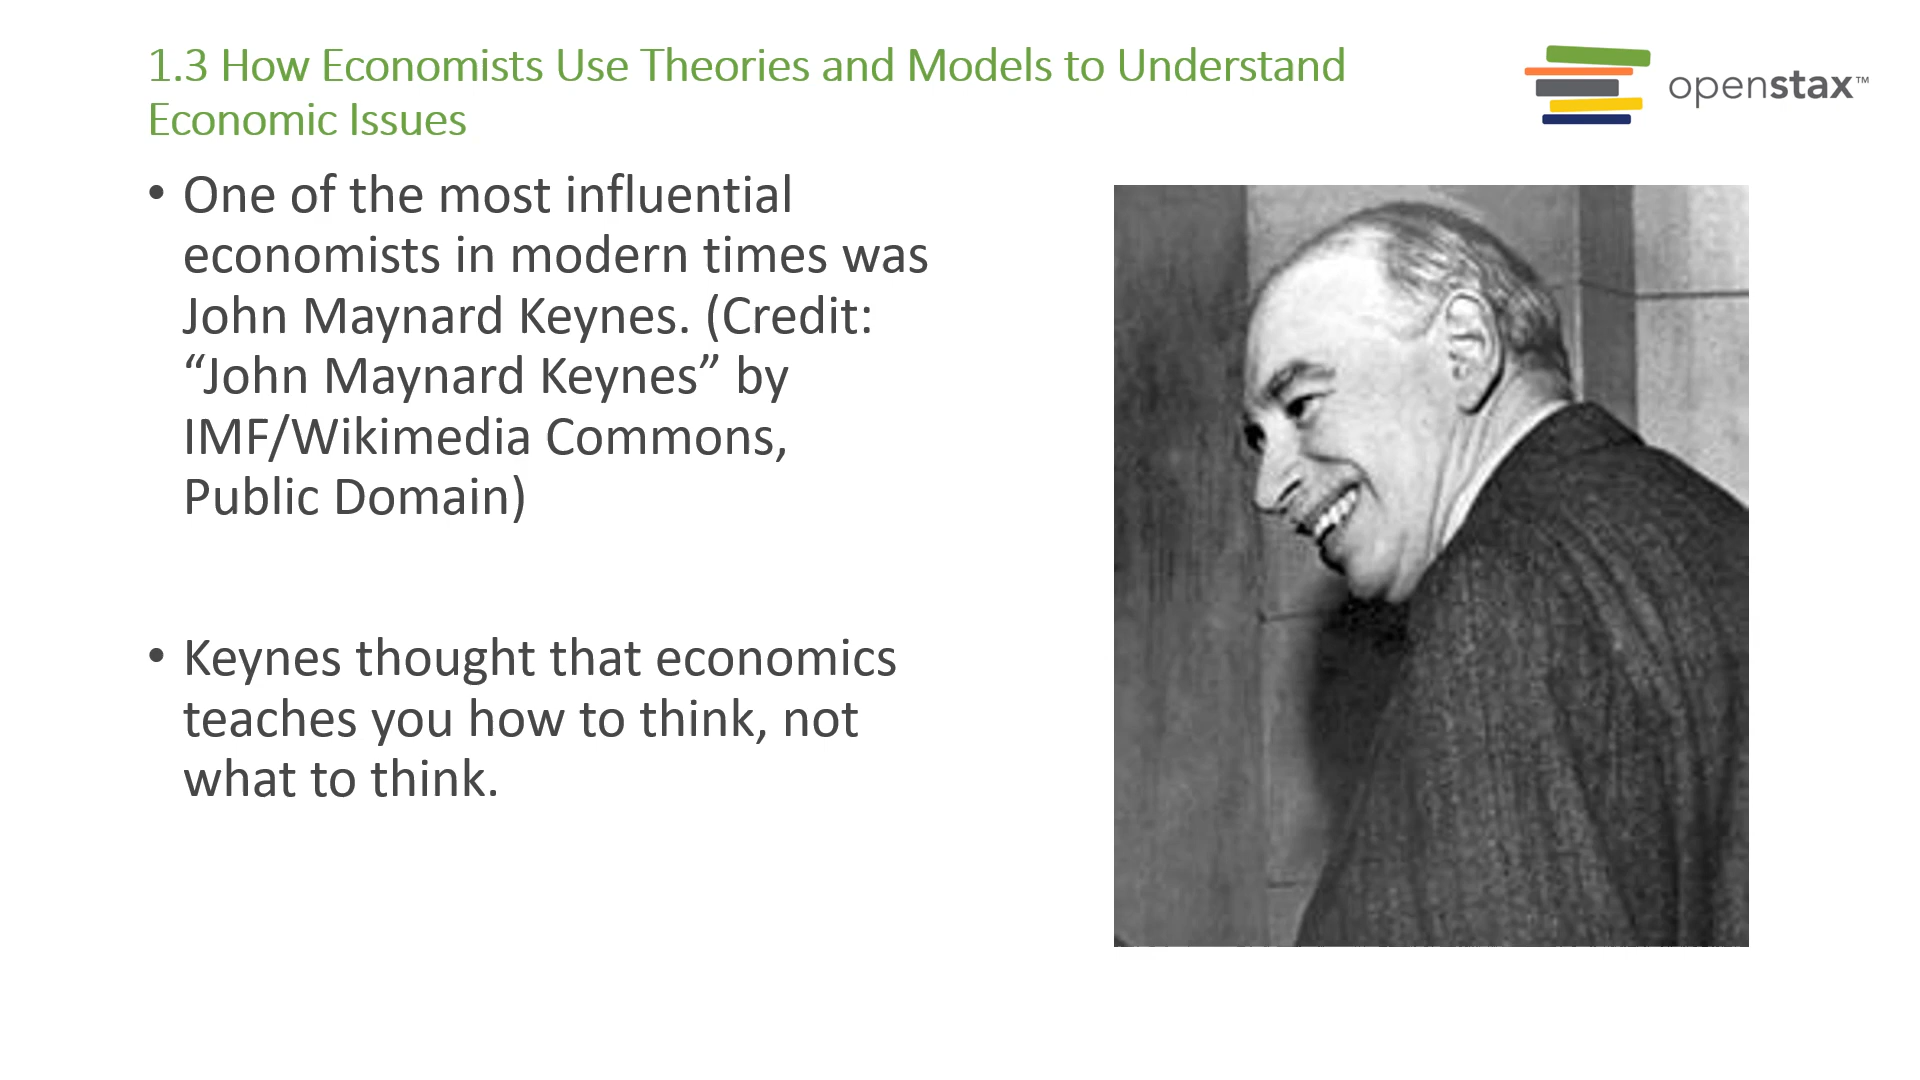 1.3 How Economists Use Theories and Models to Understand
Economic Issues
openstax™
• One of the most influential
economists in modern times was
John Maynard Keynes. (Credit:
“John Maynard Keynes” by
IMF/Wikimedia Commons,
Public Domain)
• Keynes thought that economics
teaches you how to think, not
what to think.